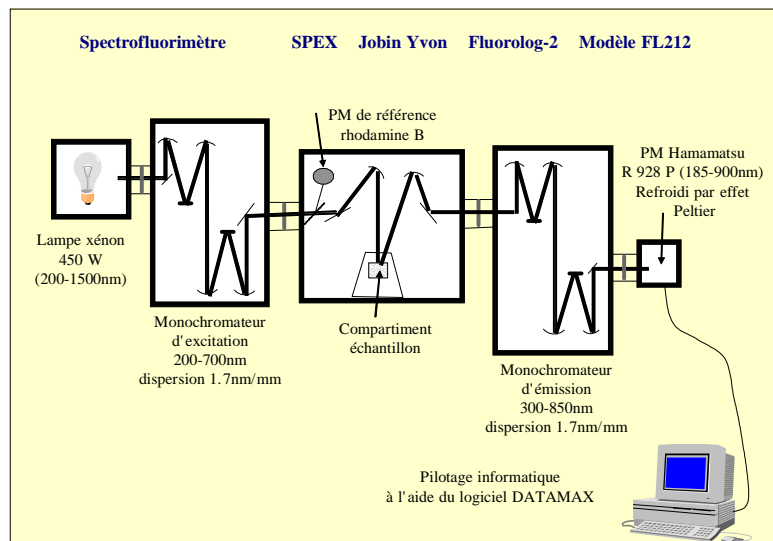 Spectrofluorimètre SPEX Jobin Yvon Fluorolog-2 Modèle FL212
PM de référence
rhodamine B
PM Hamamatsu
R 928 P (185-900nm)
Refroidi par effet
Peltier
Lampe xénon
450 W
(200-1500nm)
Monochromateur
d'excitation
200-700nm
dispersion 1.7nm/mm
Compartiment
échantillon
Monochromateur
d'émission
300-850nm
dispersion 1.7nm/mm
Pilotage informatique
à l'aide du logiciel DATAMAX